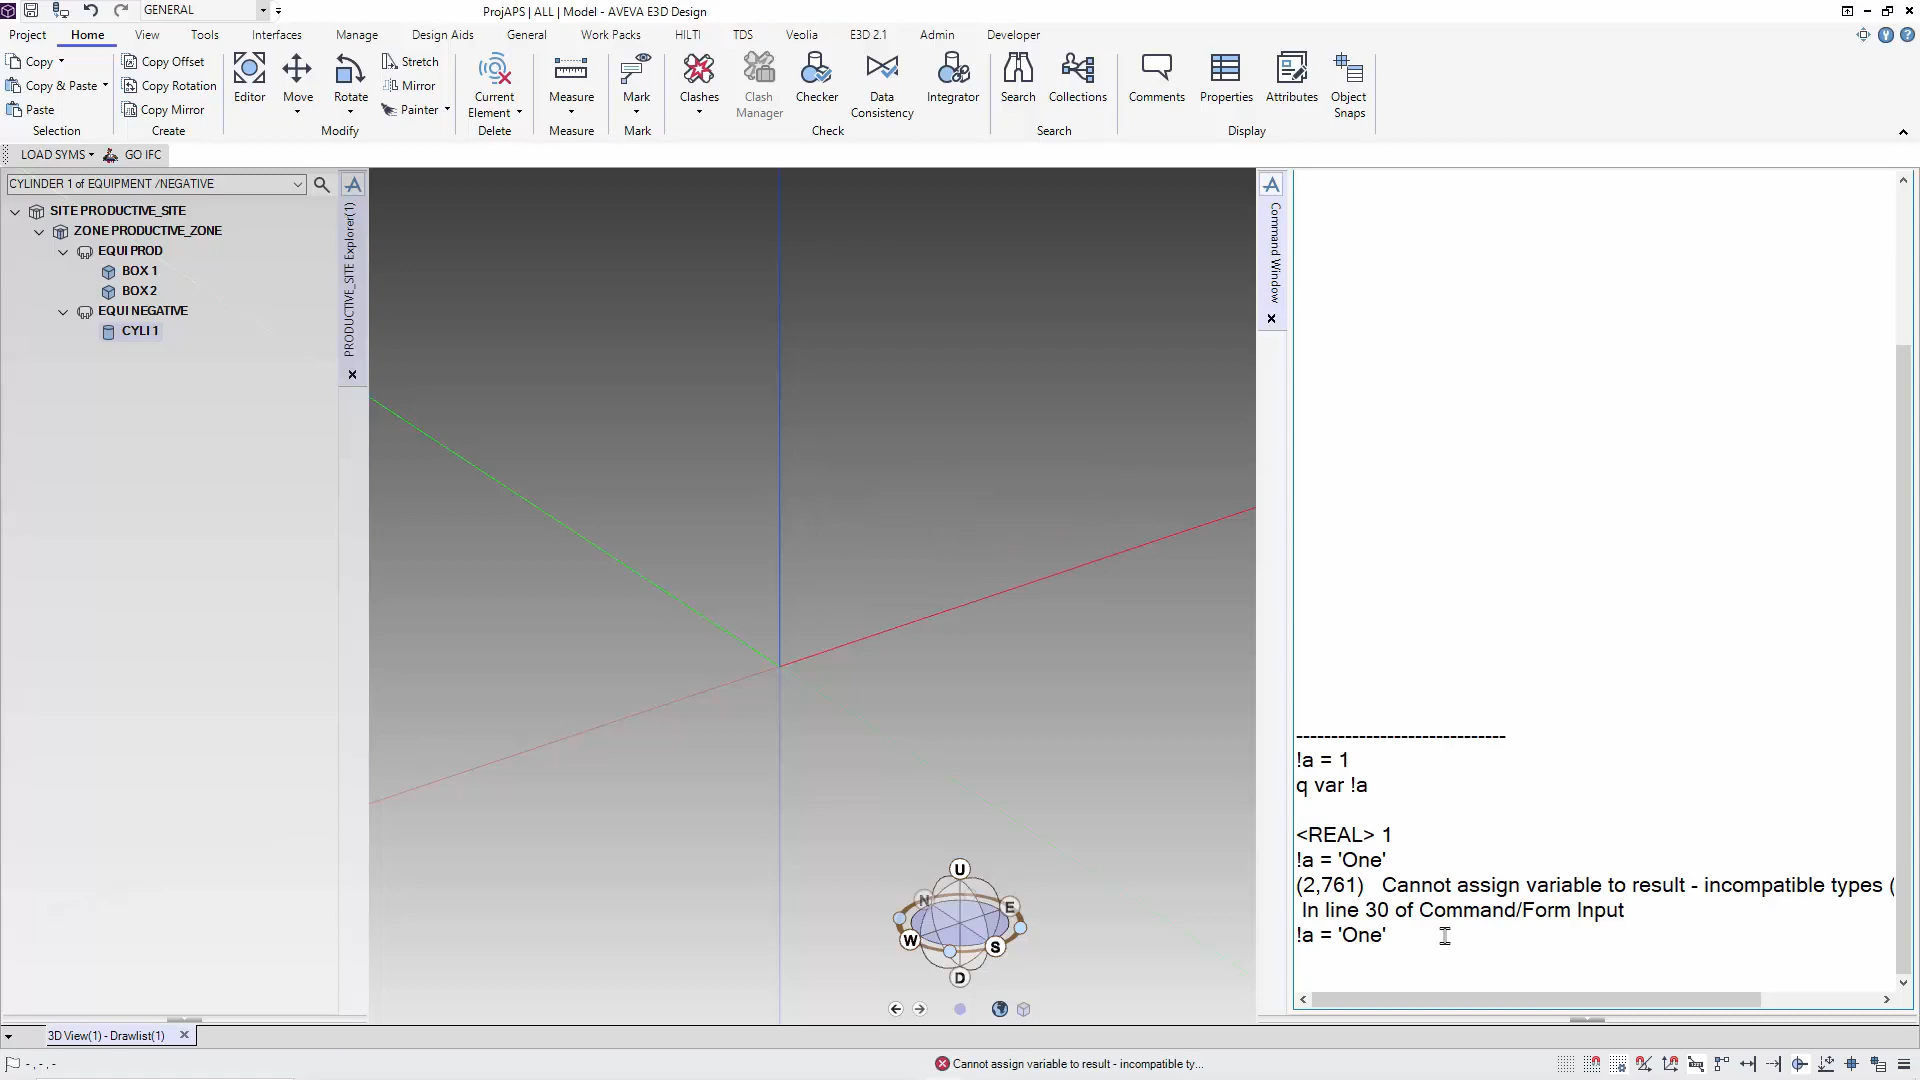 GENERAL
ProjAPS | ALL | Model - AVEVA E3D Design
Project Home View Tools Interfaces Manage Design Aids General Work Packs HILTI TDS Veolia E3D 2.1 Admin Developer
Copy
Copy & Paste
Paste
Selection
Copy Offset
Copy Rotation
Copy Mirror
Create
Editor
Move
Rotate
Stretch
Mirror
Painter
Modify
Current Element
Delete
Measure
Measure
Mark
Mark
Clashes
Clash Manager
Checker
Data Consistency
Integrator
Check
Search
Collections
Search
Comments
Properties
Attributes
Object Snaps
Display
LOAD SYMS
GO IFC
CYLINDER 1 of EQUIPMENT /NEGATIVE
SITE PRODUCTIVE_SITE
ZONE PRODUCTIVE_ZONE
EQUI PROD
BOX 1
BOX 2
EQUI NEGATIVE
CYLI 1
PRODUCTIVE_SITE Explorer(1)
U
N
E
W
S
D
Command Window
------------------------------
!a = 1
q var !a
<REAL> 1
!a = 'One'
(2,761) Cannot assign variable to result - incompatible types (
In line 30 of Command/Form Input
!a = 'One'
3D View(1) - Drawlist(1)
- , - , -
Cannot assign variable to result - incompatible ty...